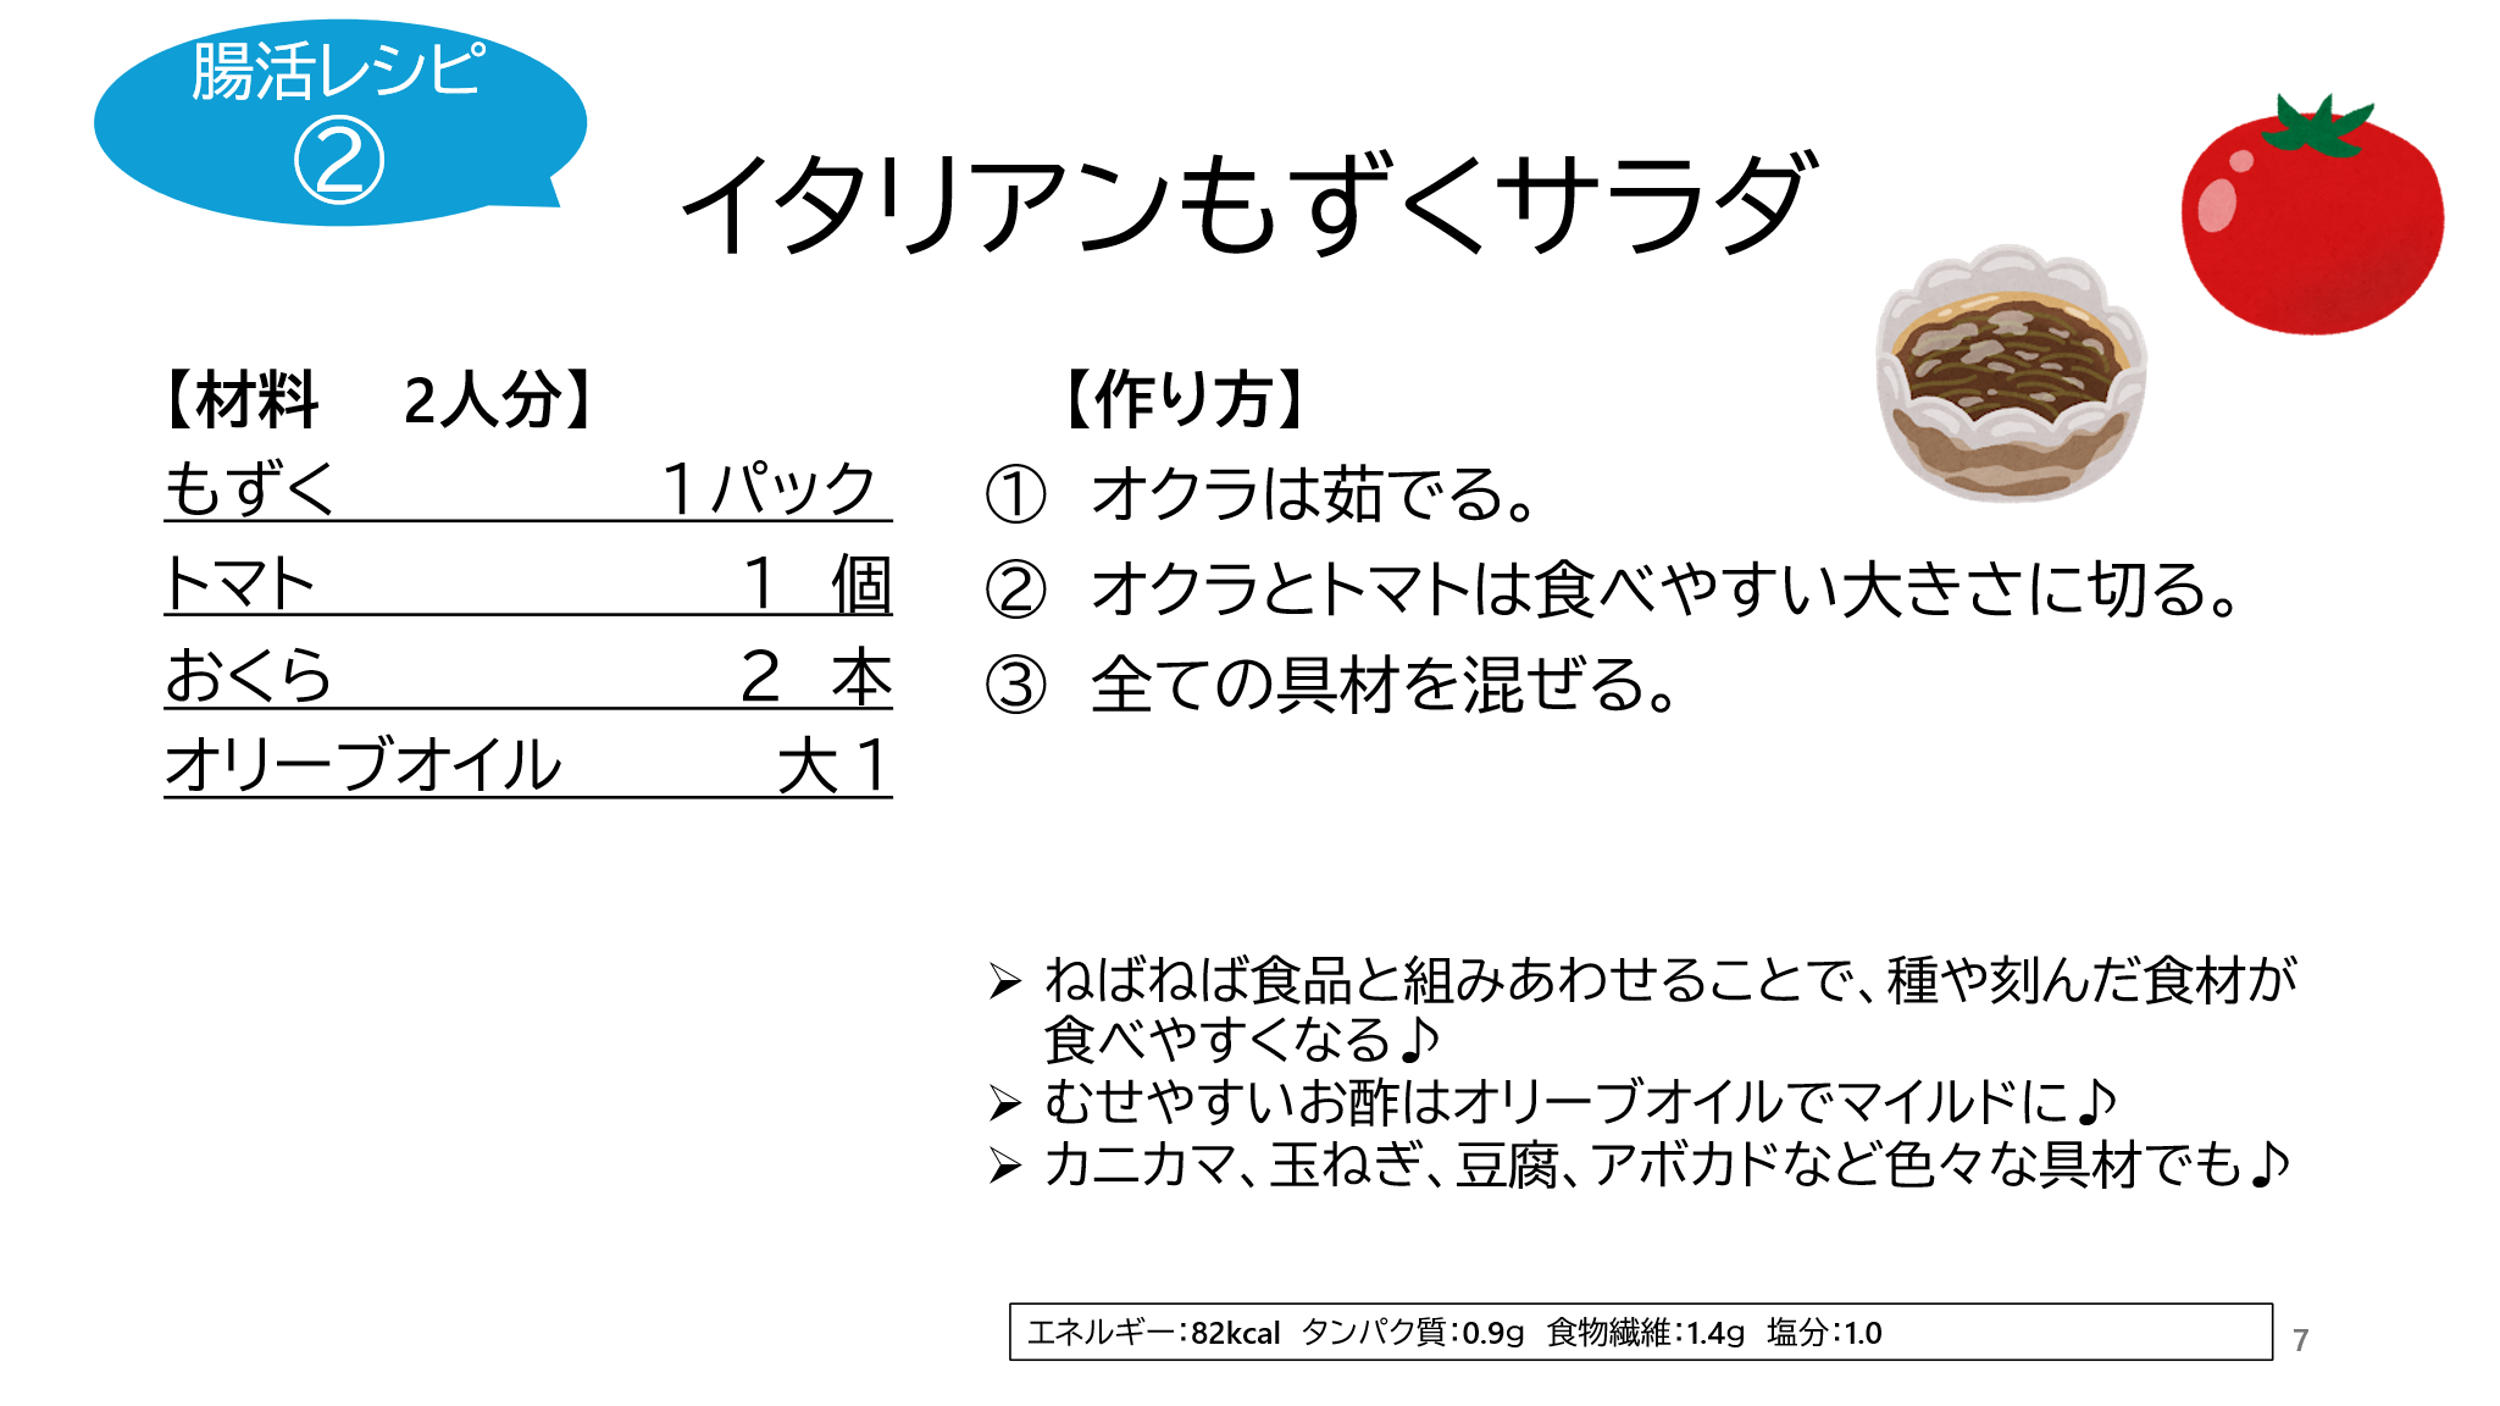 腸活レシピ
②
イタリアンもずくサラダ
【材料　2人分】
もずく　1パック
トマト　1　個
おくら　2　本
オリーブオイル　大1
【作り方】
①　オクラは茹でる。
②　オクラとトマトは食べやすい大きさに切る。
③　全ての具材を混ぜる。
➢ ねばねば食品と組みあわせることで、種や刻んだ食材が
食べやすくなる♪
➢ むせやすいお酢はオリーブオイルでマイルドに♪
➢ カニカマ、玉ねぎ、豆腐、アボカドなど色々な具材でも♪
エネルギー：82kcal　タンパク質：0.9g　食物繊維：1.4g　塩分：1.0
7